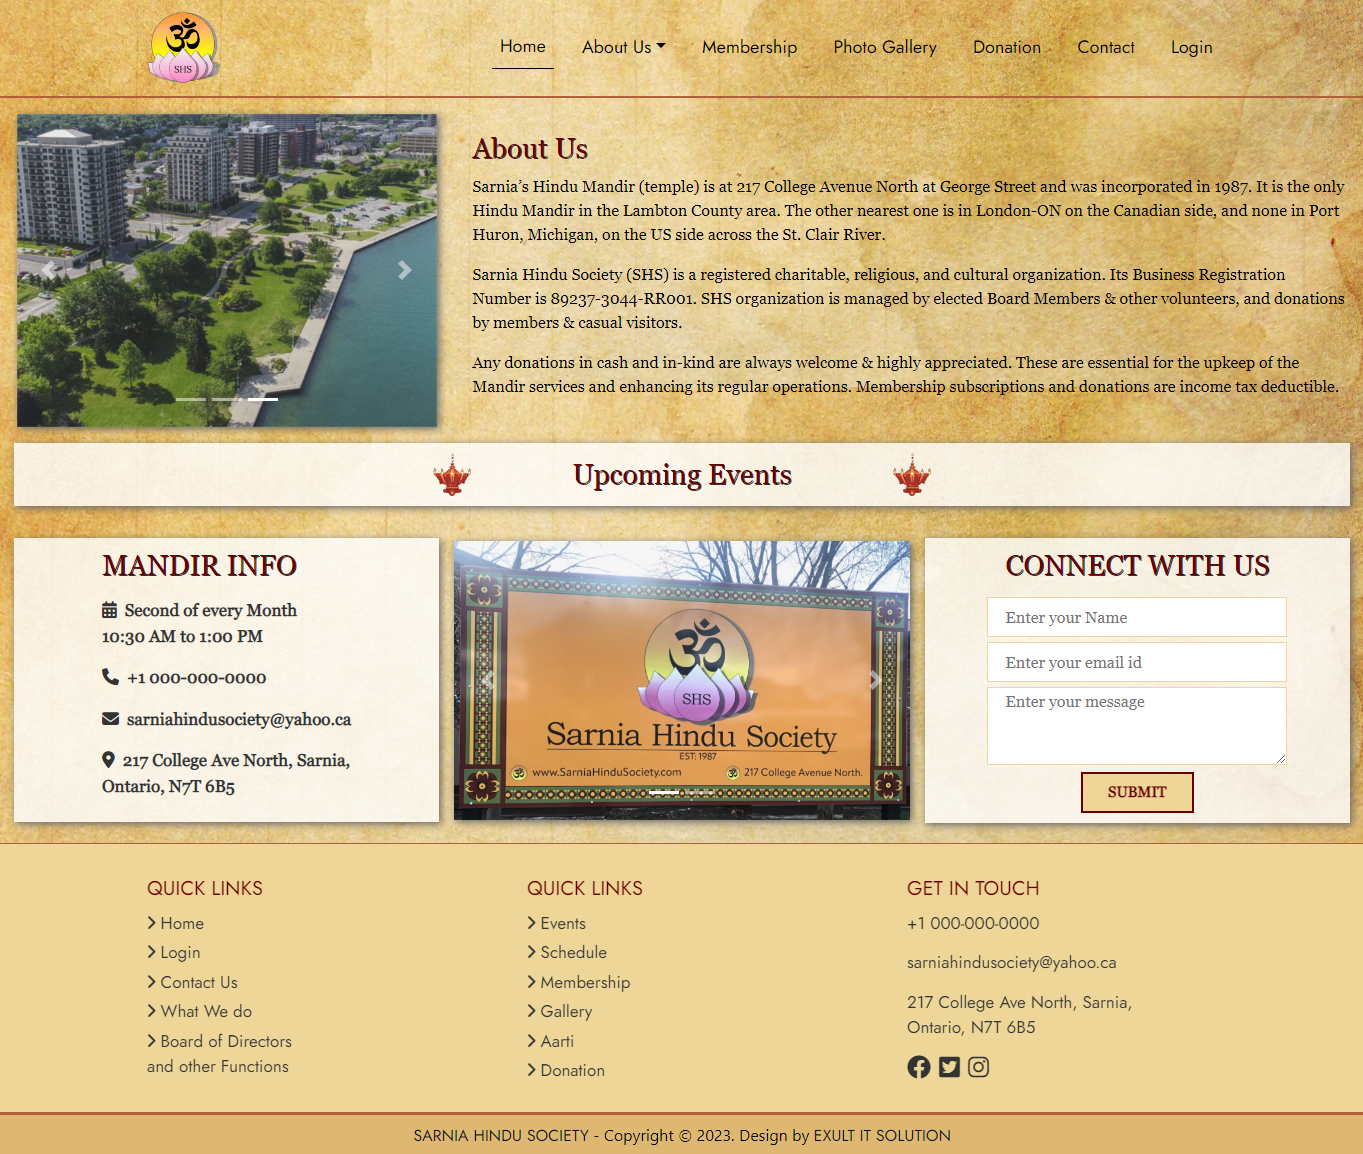 SHS
Home
About Us
Membership
Photo Gallery
Donation
Contact
Login
About Us
Sarnia’s Hindu Mandir (temple) is at 217 College Avenue North at George Street and was incorporated in 1987. It is the only
Hindu Mandir in the Lambton County area. The other nearest one is in London-ON on the Canadian side, and none in Port
Huron, Michigan, on the US side across the St. Clair River.
Sarnia Hindu Society (SHS) is a registered charitable, religious, and cultural organization. Its Business Registration
Number is 89237-3044-RR001. SHS organization is managed by elected Board Members & other volunteers, and donations
by members & casual visitors.
Any donations in cash and in-kind are always welcome & highly appreciated. These are essential for the upkeep of the
Mandir services and enhancing its regular operations. Membership subscriptions and donations are income tax deductible.
Upcoming Events
MANDIR INFO
Second of every Month
10:30 AM to 1:00 PM
+1 000-000-0000
sarniahindusociety@yahoo.ca
217 College Ave North, Sarnia,
Ontario, N7T 6B5
ॐ
SHS
Sarnia Hindu Society
EST: 1987
www.SarniaHinduSociety.com
217 College Avenue North.
CONNECT WITH US
Enter your Name
Enter your email id
Enter your message
SUBMIT
QUICK LINKS
Home
Login
Contact Us
What We do
Board of Directors
and other Functions
QUICK LINKS
Events
Schedule
Membership
Gallery
Aarti
Donation
GET IN TOUCH
+1 000-000-0000
sarniahindusociety@yahoo.ca
217 College Ave North, Sarnia,
Ontario, N7T 6B5
SARNIA HINDU SOCIETY - Copyright © 2023. Design by EXULT IT SOLUTION